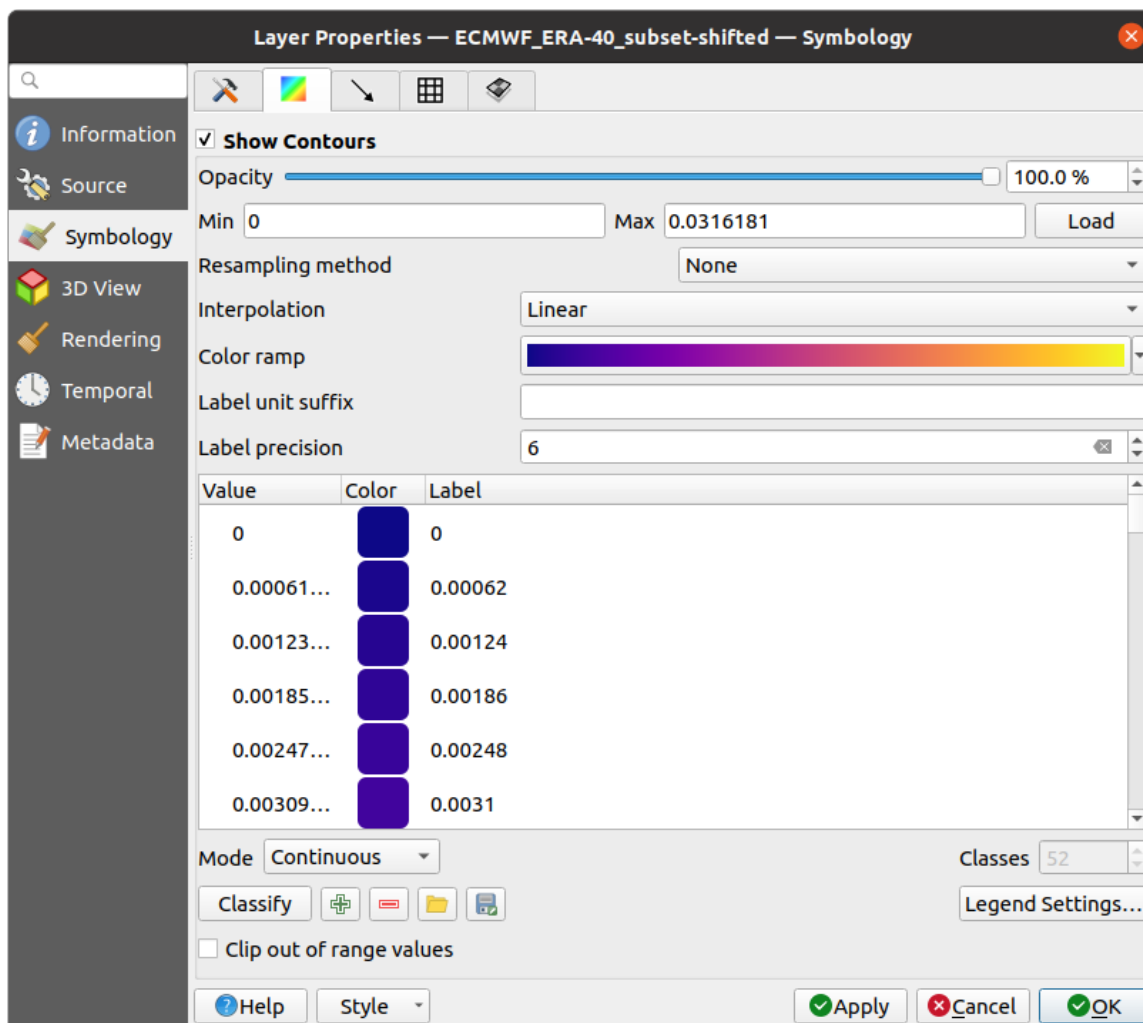 Layer Properties — ECMWF_ERA-40_subset-shifted — Symbology
Information
Source
Symbology
3D View
Rendering
Temporal
Metadata
Show Contours
Opacity 100.0 %
Min 0 Max 0.0316181 Load
Resampling method None
Interpolation Linear
Color ramp
Label unit suffix
Label precision 6
Value Color Label
0 0
0.00061… 0.00062
0.00123… 0.00124
0.00185… 0.00186
0.00247… 0.00248
0.00309… 0.0031
Mode Continuous Classes 52
Classify Legend Settings…
Clip out of range values
Help Style Apply Cancel OK